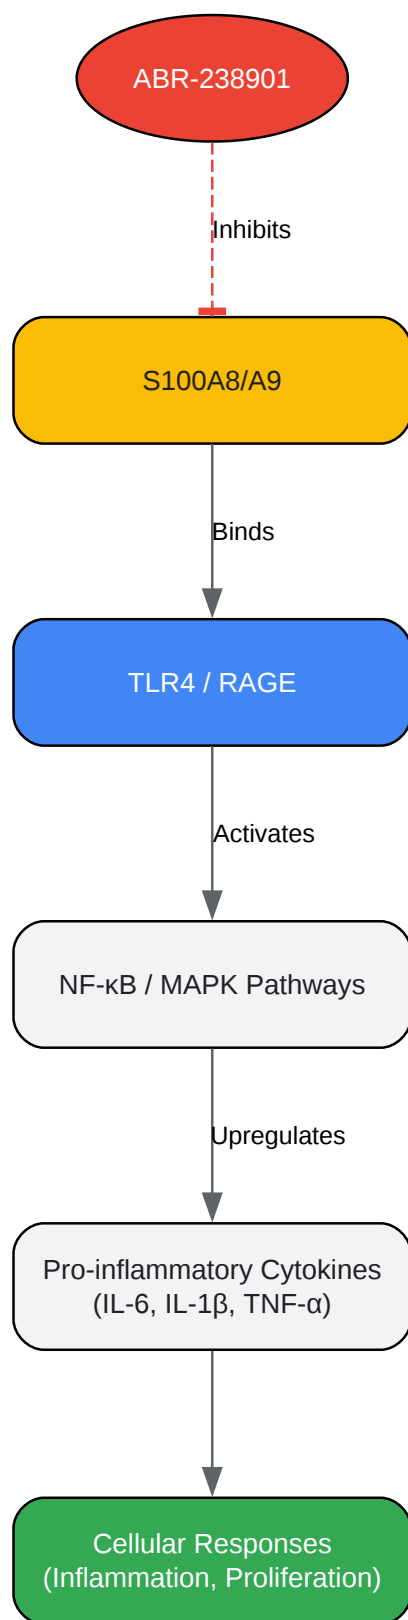 ABR-238901
Inhibits
S100A8/A9
Binds
TLR4 / RAGE
Activates
NF-κB / MAPK Pathways
Upregulates
Pro-inflammatory Cytokines
(IL-6, IL-1β, TNF-α)
Cellular Responses
(Inflammation, Proliferation)